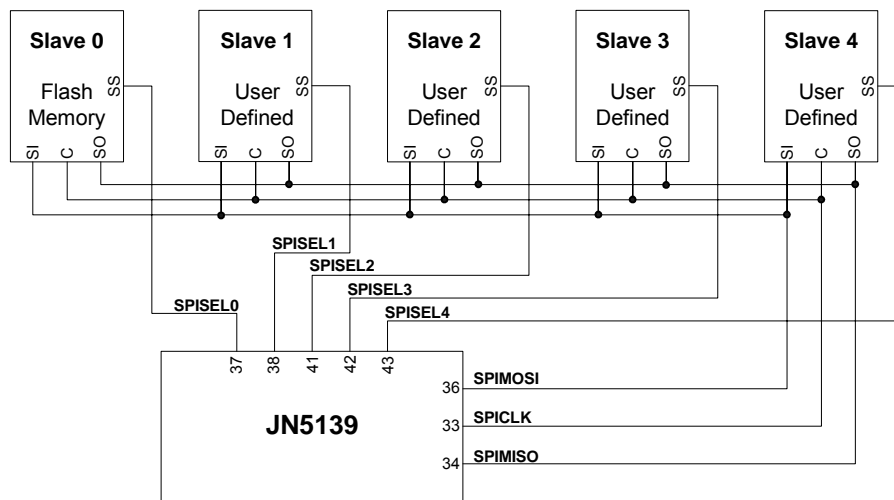 Slave 0
Flash
Memory
SS
SI
C
SO
Slave 1
User
Defined
SS
SI
C
SO
Slave 2
User
Defined
SS
SI
C
SO
Slave 3
User
Defined
SS
SI
C
SO
Slave 4
User
Defined
SS
SI
C
SO
SPISEL1
SPISEL2
SPISEL3
SPISEL0
SPISEL4
37
38
41
42
43
36
SPIMOSI
JN5139
33
SPICLK
34
SPIMISO